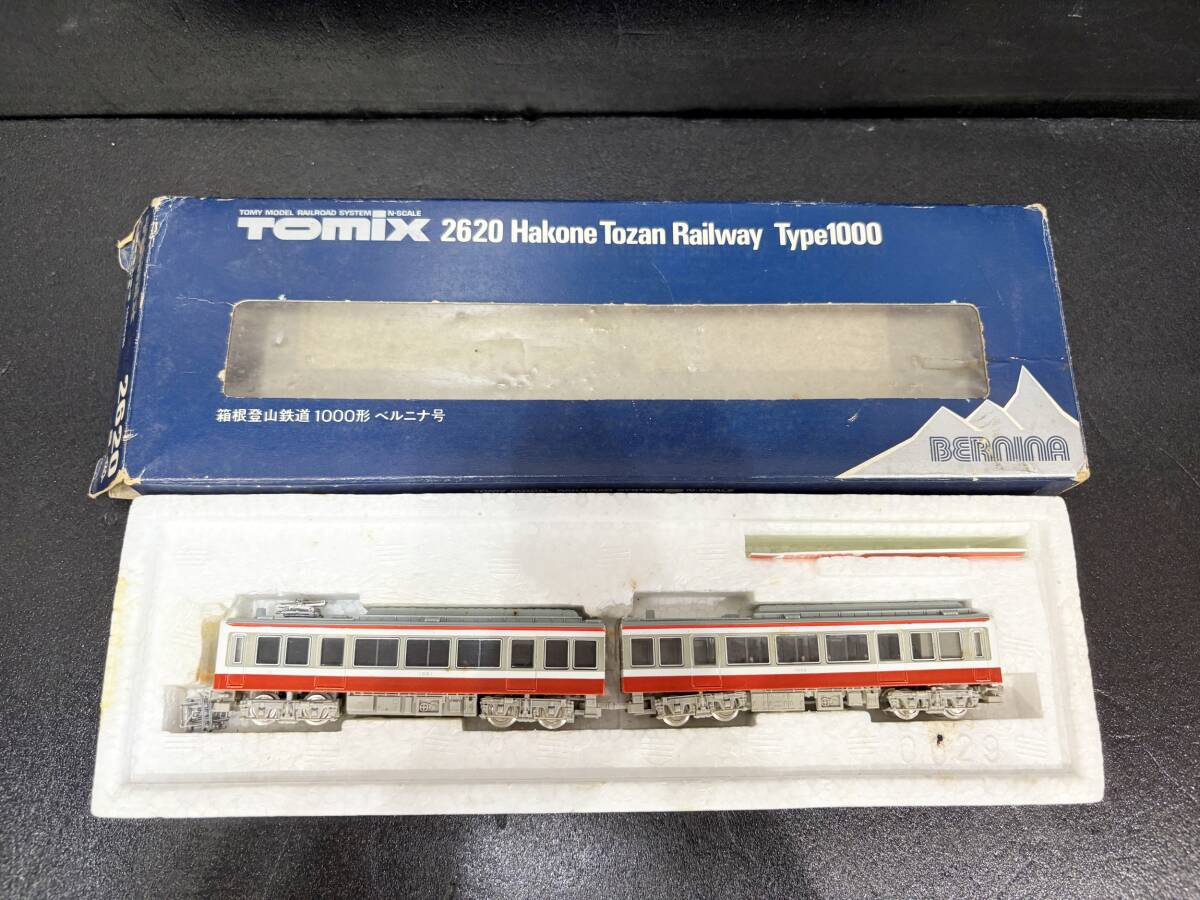 TOMY MODEL RAILROAD SYSTEM N-SCALE
TOMIX 2620 Hakone Tozan Railway Type1000
箱根登山鉄道 1000形 ベルニナ号
BERNINA
2620
0629